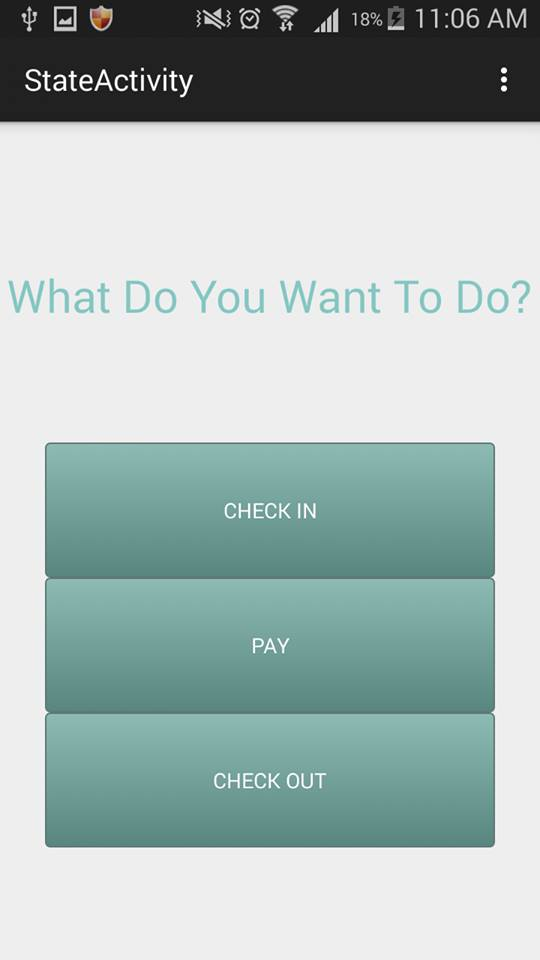 18% 11:06 AM
StateActivity
What Do You Want To Do?
CHECK IN
PAY
CHECK OUT